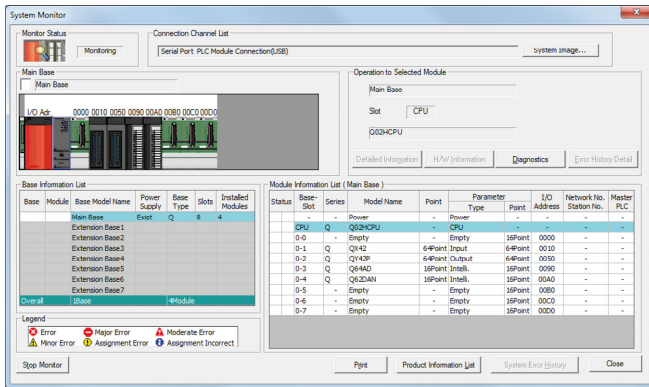 System Monitor
Monitor Status
Monitoring
Connection Channel List
Serial Port PLC Module Connection(USB)
System Image...
Main Base
Main Base
I/O Adr. 0000 0010 0050 0090 00A0 00B0 00C0 00D0
Operation to Selected Module
Main Base
Slot CPU
Q02HCPU
Detailed Information H/W Information Diagnostics Error History Detail
Base Information List
Base Module Base Model Name Power Supply Base Type Slots Installed Modules
Main Base Exist Q 8 4
Extension Base1
Extension Base2
Extension Base3
Extension Base4
Extension Base5
Extension Base6
Extension Base7
Overall 1Base 4Module
Legend
Error Major Error Moderate Error
Minor Error Assignment Error Assignment Incorrect
Module Information List ( Main Base )
Status Base-Slot Series Model Name Point Parameter Type Point I/O Address Network No. Station No. Master PLC
- - Power - Power - - - -
CPU Q Q02HCPU - CPU - - - -
0-0 - Empty - Empty 16Point 0000 - -
0-1 Q QX42 64Point Input 64Point 0010 - -
0-2 Q QY42P 64Point Output 64Point 0050 - -
0-3 Q Q64AD 16Point Intelli. 16Point 0090 - -
0-4 Q Q62DAN 16Point Intelli. 16Point 00A0 - -
0-5 - Empty - Empty 16Point 00B0 - -
0-6 - Empty - Empty 16Point 00C0 - -
0-7 - Empty - Empty 16Point 00D0 - -
Stop Monitor Print Product Information List System Error History Close